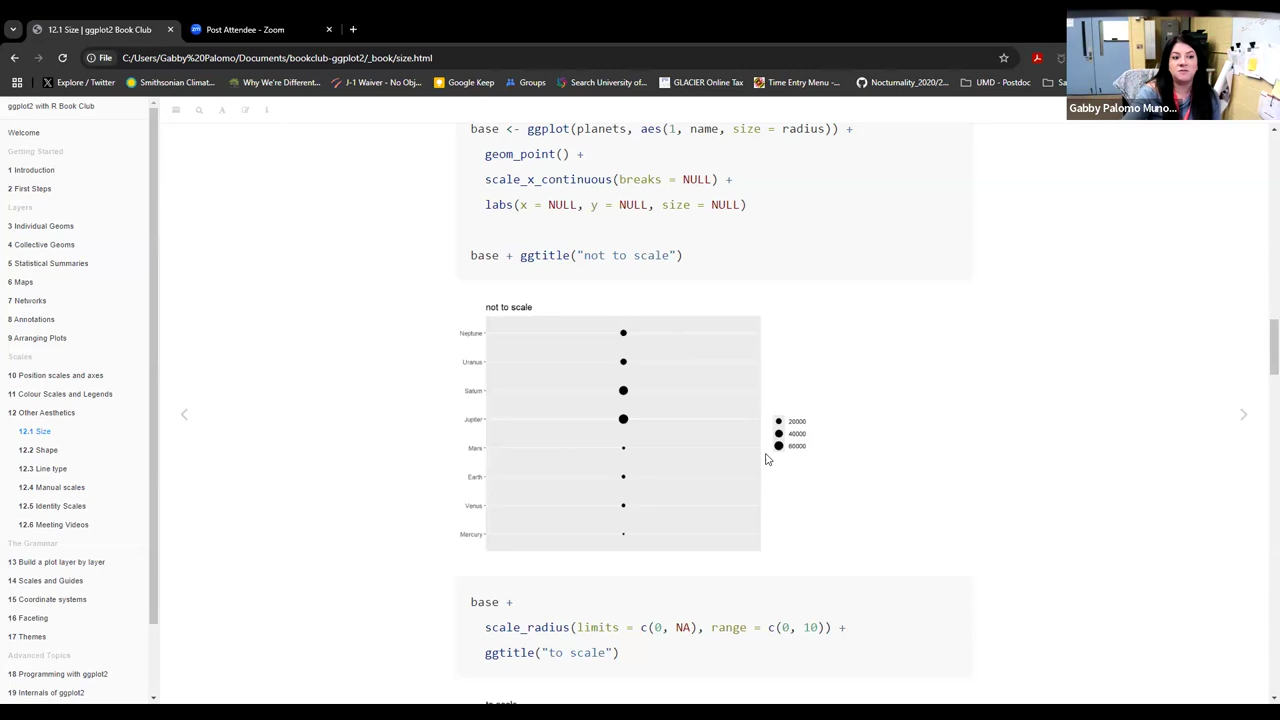 12.1 Size | ggplot2 Book Club
zm Post Attendee - Zoom
File C:/Users/Gabby%20Palomo/Documents/bookclub-ggplot2/_book/size.html
Explore / Twitter Smithsonian Climat... Why We're Different... J-1 Waiver - No Obj... Google Keep Groups Search University of... GLACIER Online Tax Time Entry Menu -... Nocturnality_2020/2... UMD - Postdoc Sa
Gabby Palomo Muno...
ggplot2 with R Book Club
Welcome
Getting Started
1 Introduction
2 First Steps
Layers
3 Individual Geoms
4 Collective Geoms
5 Statistical Summaries
6 Maps
7 Networks
8 Annotations
9 Arranging Plots
Scales
10 Position scales and axes
11 Colour Scales and Legends
12 Other Aesthetics
12.1 Size
12.2 Shape
12.3 Line type
12.4 Manual scales
12.5 Identity Scales
12.6 Meeting Videos
The Grammar
13 Build a plot layer by layer
14 Scales and Guides
15 Coordinate systems
16 Faceting
17 Themes
Advanced Topics
18 Programming with ggplot2
19 Internals of ggplot2
base <- ggplot(planets, aes(1, name, size = radius)) +
geom_point() +
scale_x_continuous(breaks = NULL) +
labs(x = NULL, y = NULL, size = NULL)
base + ggtitle("not to scale")
not to scale
Neptune
Uranus
Saturn
Jupiter
Mars
Earth
Venus
Mercury
20000
40000
60000
base +
scale_radius(limits = c(0, NA), range = c(0, 10)) +
ggtitle("to scale")